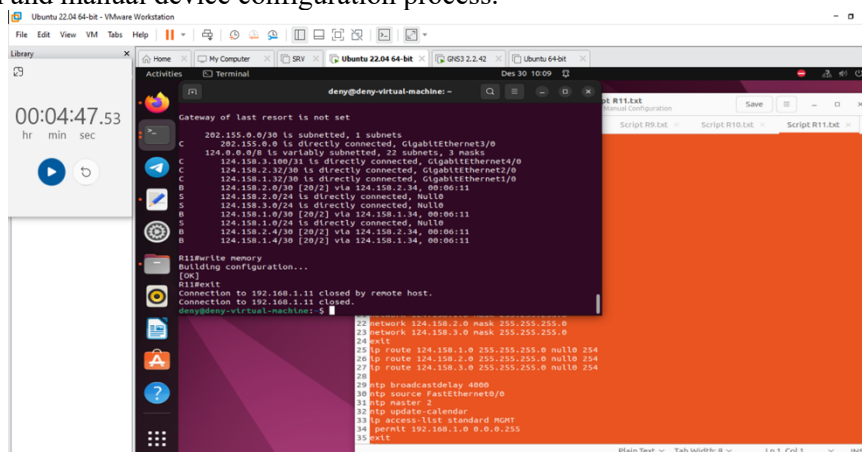 and manual device configuration process.
Ubuntu 22.04 64-bit - VMware Workstation
File Edit View VM Tabs Help
Library
Home
My Computer
SRV
Ubuntu 22.04 64-bit
GNS3 2.2.42
Ubuntu 64-bit
Activities
Terminal
Des 30 10:09
00:04:47.53
hr min sec
deny@deny-virtual-machine: ~
Gateway of last resort is not set
202.155.0.0/30 is subnetted, 1 subnets
C 202.155.0.0 is directly connected, GigabitEthernet3/0
124.0.0.0/8 is variably subnetted, 22 subnets, 3 masks
C 124.158.3.100/31 is directly connected, GigabitEthernet4/0
C 124.158.2.32/30 is directly connected, GigabitEthernet2/0
C 124.158.1.32/30 is directly connected, GigabitEthernet1/0
B 124.158.2.0/30 [20/2] via 124.158.2.34, 00:06:11
S 124.158.2.0/24 is directly connected, Null0
S 124.158.3.0/24 is directly connected, Null0
B 124.158.1.0/30 [20/2] via 124.158.1.34, 00:06:11
S 124.158.1.0/24 is directly connected, Null0
B 124.158.2.4/30 [20/2] via 124.158.2.34, 00:06:11
B 124.158.1.4/30 [20/2] via 124.158.1.34, 00:06:11
R11#write memory
Building configuration...
[OK]
R11#exit
Connection to 192.168.1.11 closed by remote host.
Connection to 192.168.1.11 closed.
deny@deny-virtual-machine: $
pt R11.txt
Manual Configuration
Save
Script R9.txt
Script R10.txt
Script R11.txt
22 network 124.158.2.0 mask 255.255.255.0
23 network 124.158.3.0 mask 255.255.255.0
24 exit
25 ip route 124.158.1.0 255.255.255.0 null0 254
26 ip route 124.158.2.0 255.255.255.0 null0 254
27 ip route 124.158.3.0 255.255.255.0 null0 254
28
29 ntp broadcastdelay 4000
30 ntp source FastEthernet0/0
31 ntp master 2
32 ntp update-calendar
33 ip access-list standard MGMT
34 permit 192.168.1.0 0.0.0.255
35 exit
Plain Text
Tab Width: 8
Ln 1, Col 1